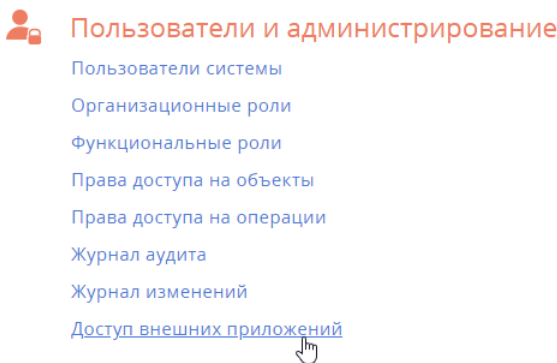 Пользователи и администрирование
Пользователи системы
Организационные роли
Функциональные роли
Права доступа на объекты
Права доступа на операции
Журнал аудита
Журнал изменений
Доступ внешних приложений